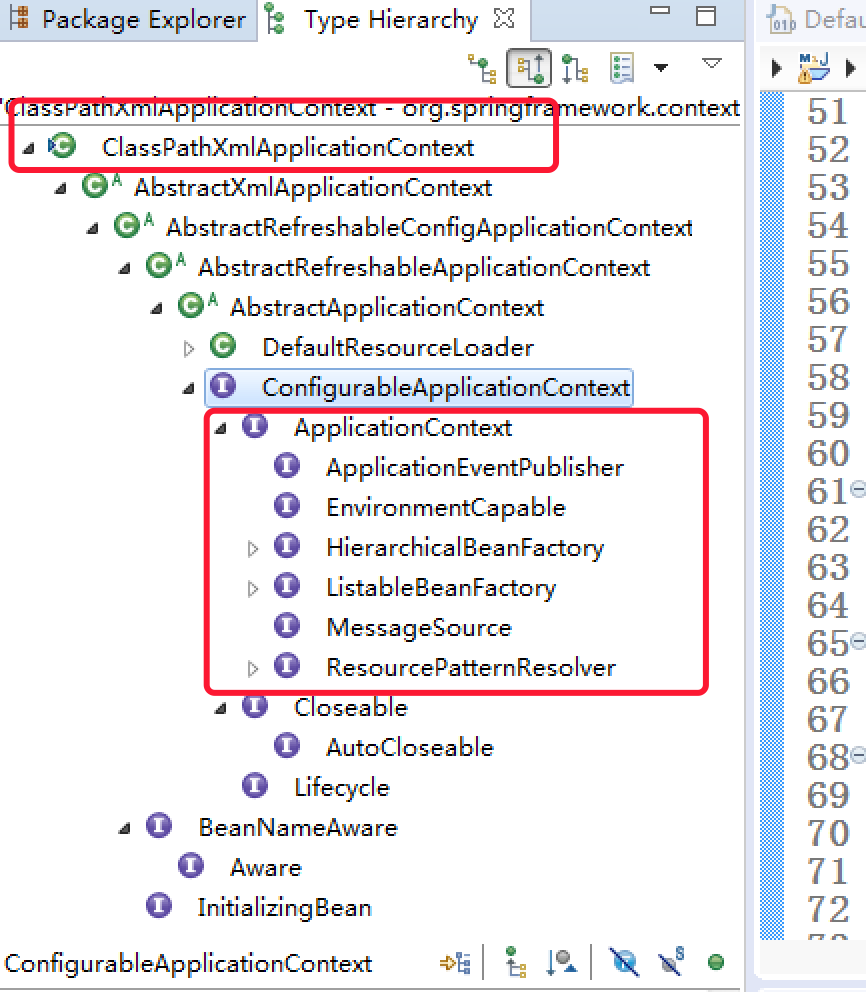 Package Explorer Type Hierarchy Defau
'ClassPathXmlApplicationContext - org.springframework.context
51
ClassPathXmlApplicationContext
52
AbstractXmlApplicationContext
53
AbstractRefreshableConfigApplicationContext
54
AbstractRefreshableApplicationContext
55
AbstractApplicationContext
56
DefaultResourceLoader
57
ConfigurableApplicationContext
58
59
ApplicationContext
60
ApplicationEventPublisher
61
EnvironmentCapable
62
HierarchicalBeanFactory
63
ListableBeanFactory
64
MessageSource
65
ResourcePatternResolver
66
Closeable
67
AutoCloseable
68
Lifecycle
69
BeanNameAware
70
Aware
71
InitializingBean
72
ConfigurableApplicationContext